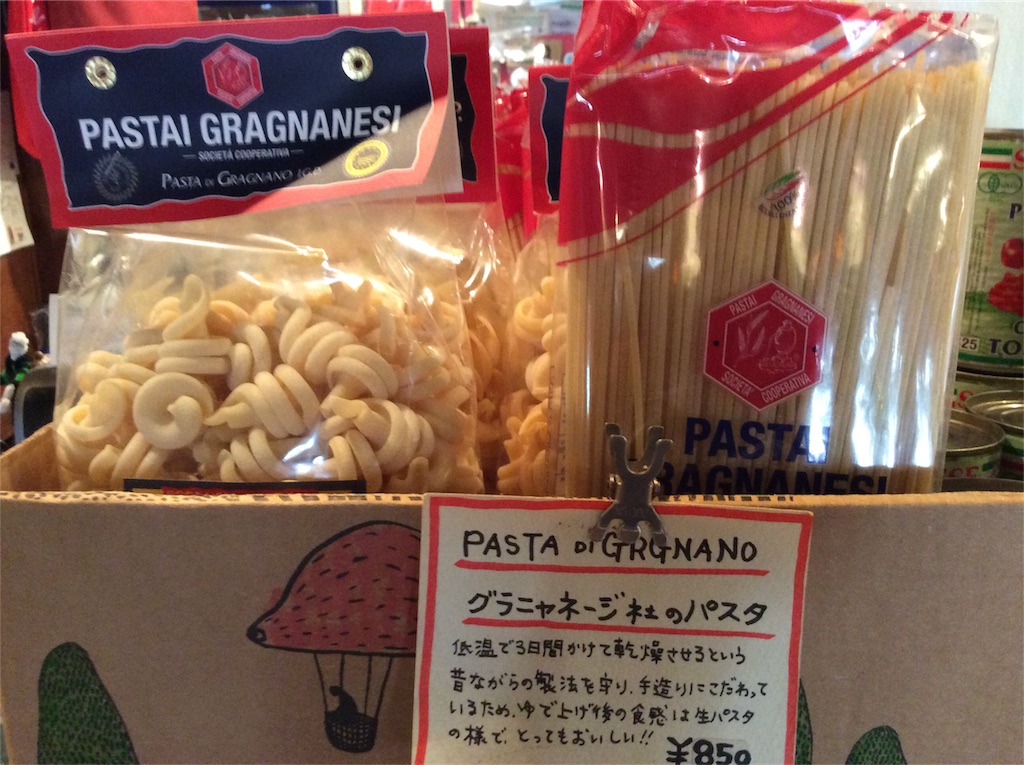 PASTAI GRAGNANESI
SOCIETÀ COOPERATIVA
PASTA DI GRAGNANO I.G.P.
100%
PASTAI GRAGNANESI
SOCIETÀ COOPERATIVA
PASTAI
GRAGNANESI
25
TO
PASTA DI GRGNANO
グラニャネージ社のパスタ
低温で3日間かけて乾燥させるという
昔ながらの製法を守り、手造りにこだわって
いるため、ゆで上げ後の食感は生パスタ
の様で、とってもおいしい!!
¥850